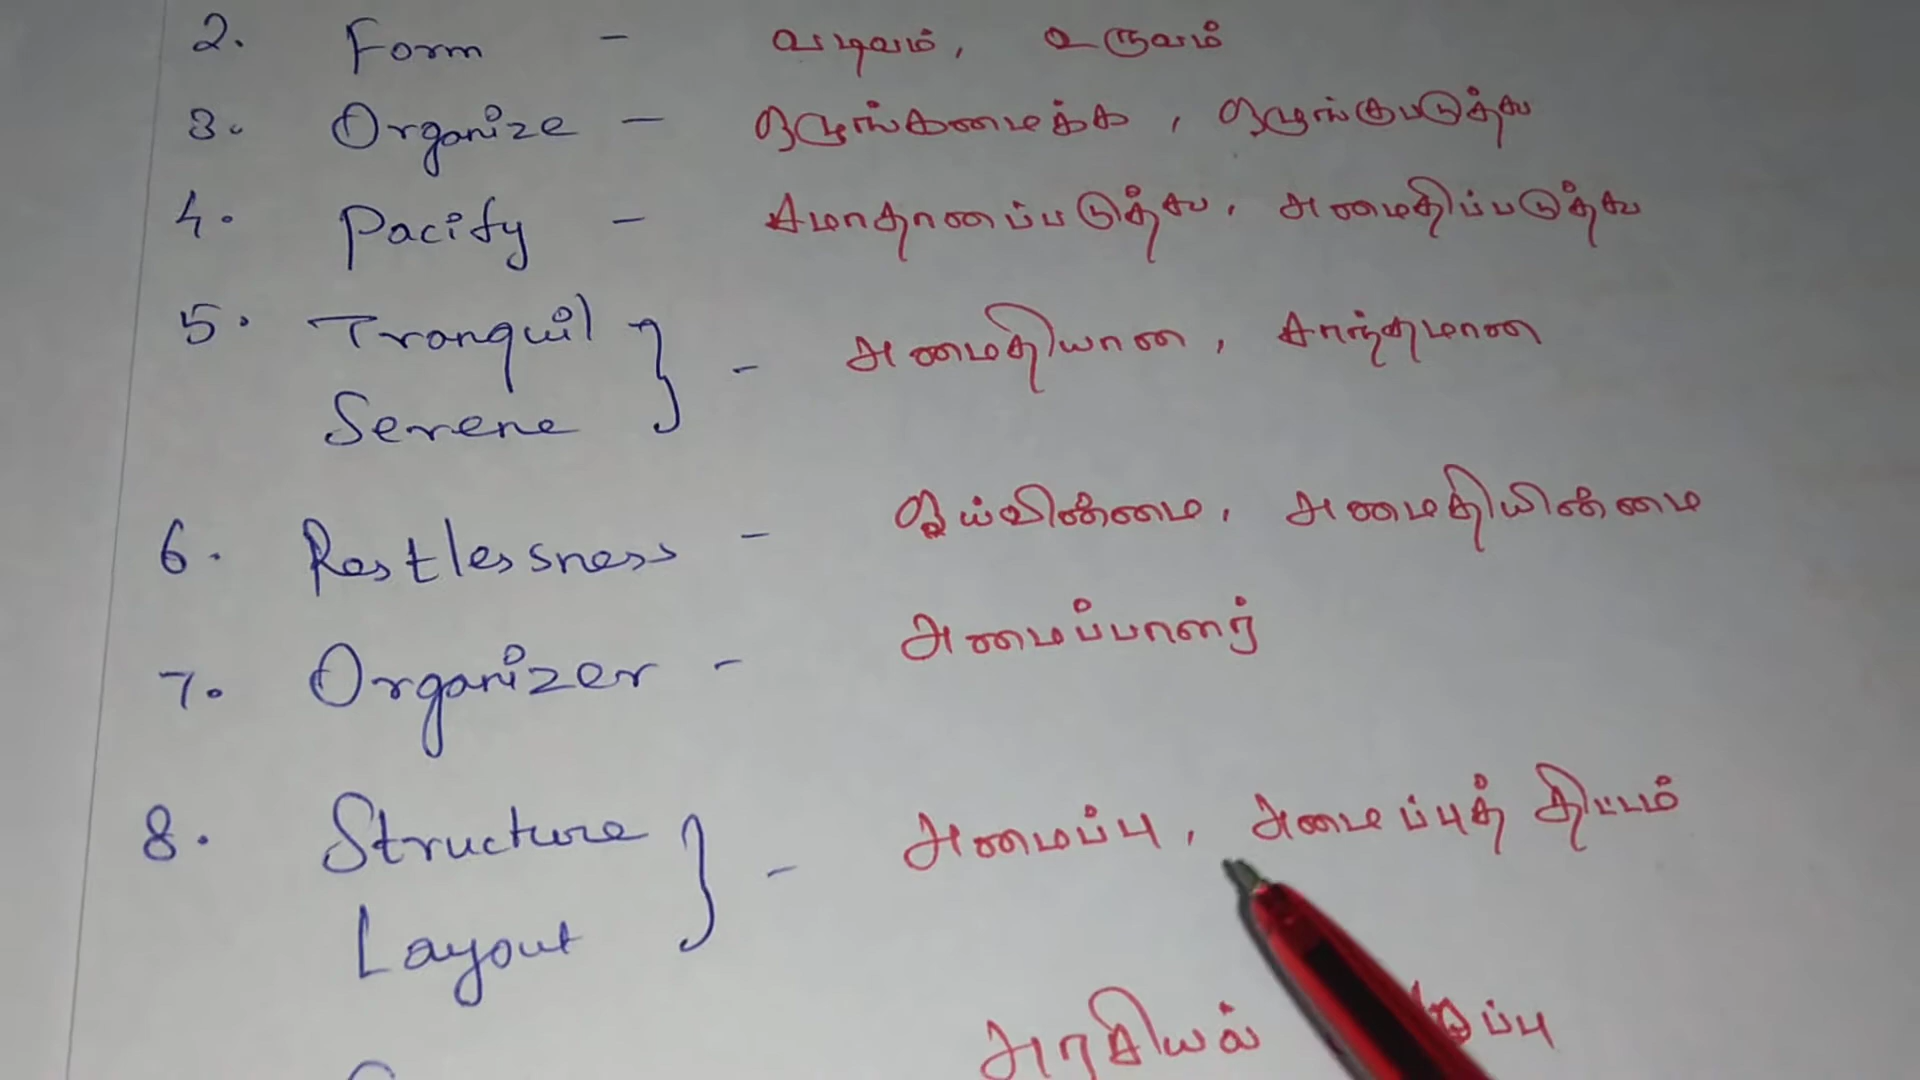 2. Form - வடிவம், உருவம்
3. Organize - ஒழுங்கமைக்க, ஒழுங்குபடுத்து
4. Pacify - சமாதானப்படுத்து, அமைதிப்படுத்து
5. Tranquil
Serene } - அமைதியான, சாந்தமான
6. Restlessness - ஓய்வின்மை, அமைதியின்மை
7. Organizer - அமைப்பாளர்
8. Structure
Layout } - அமைப்பு, அமைப்புத் திட்டம்
அரசியல்